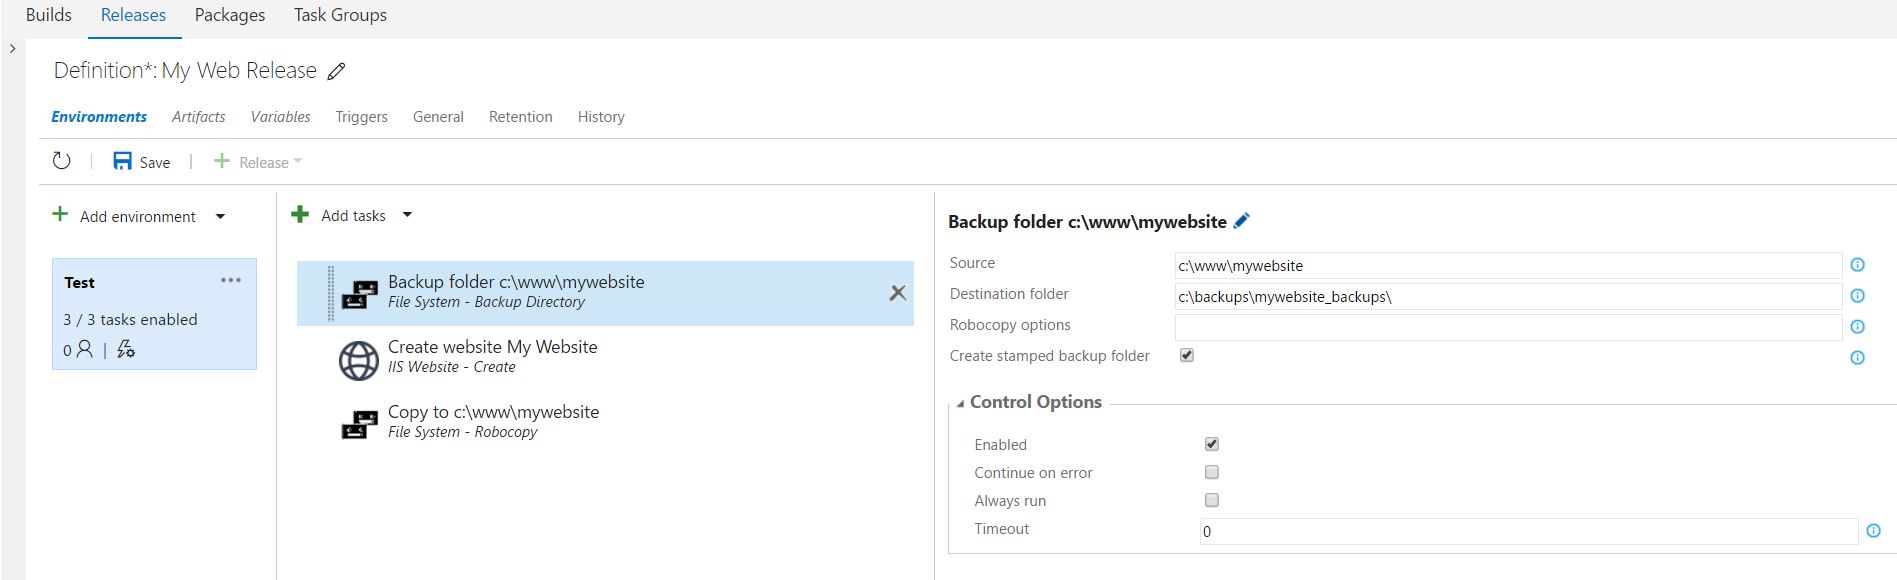 Builds Releases Packages Task Groups
Definition*: My Web Release
Environments Artifacts Variables Triggers General Retention History
Save Release
Add environment
Test
3 / 3 tasks enabled
0
Add tasks
Backup folder c:\www\mywebsite
File System - Backup Directory
Create website My Website
IIS Website - Create
Copy to c:\www\mywebsite
File System - Robocopy
Backup folder c:\www\mywebsite
Source c:\www\mywebsite
Destination folder c:\backups\mywebsite_backups\
Robocopy options
Create stamped backup folder
Control Options
Enabled
Continue on error
Always run
Timeout 0